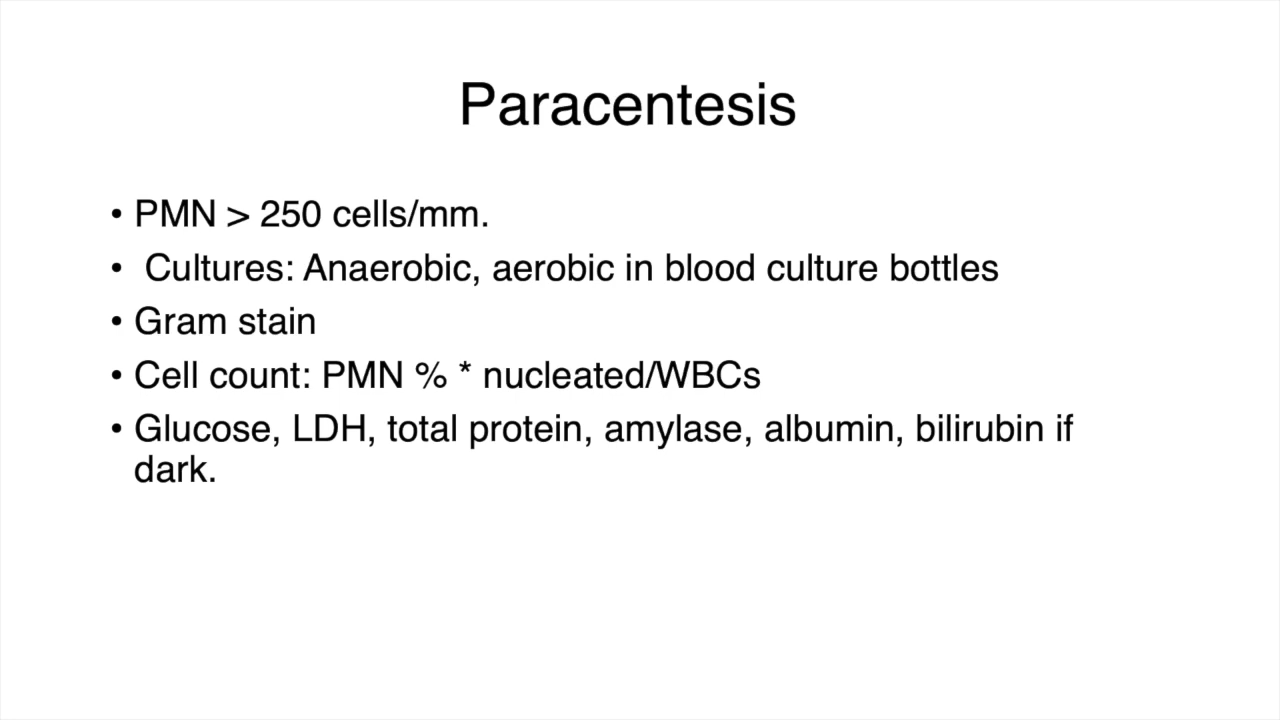 Paracentesis
• PMN > 250 cells/mm.
• Cultures: Anaerobic, aerobic in blood culture bottles
• Gram stain
• Cell count: PMN % * nucleated/WBCs
• Glucose, LDH, total protein, amylase, albumin, bilirubin if
dark.